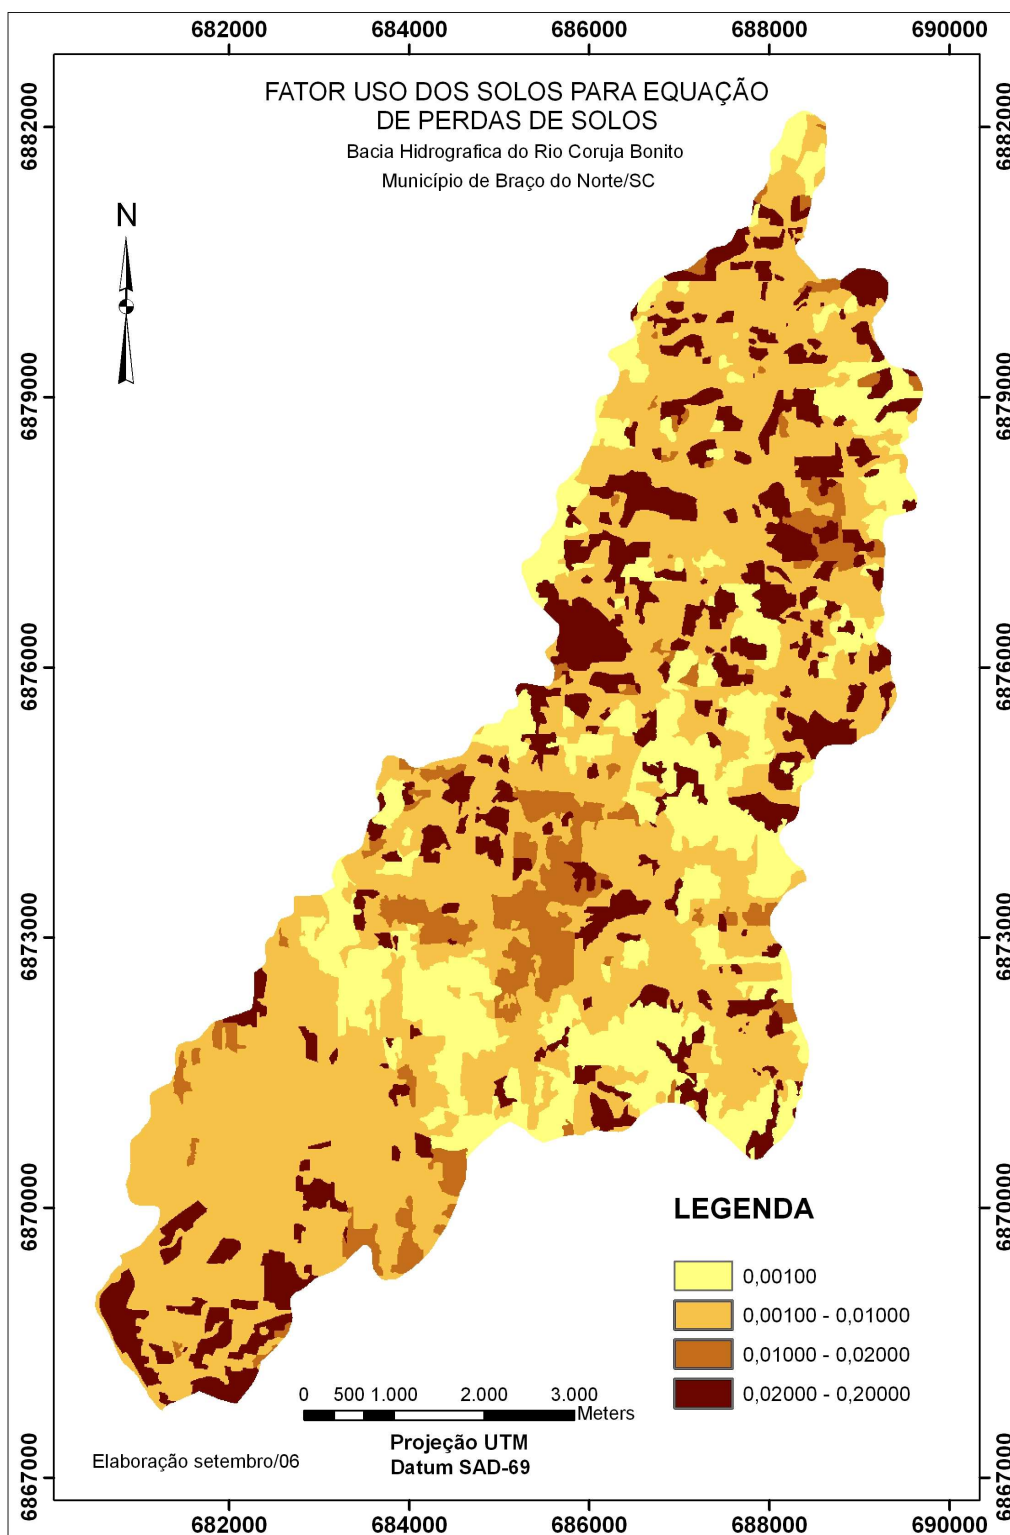 682000 684000 686000 688000 690000
FATOR USO DOS SOLOS PARA EQUAÇÃO
DE PERDAS DE SOLOS
Bacia Hidrografica do Rio Coruja Bonito
Município de Braço do Norte/SC
N
6882000 6882000
6879000 6879000
6876000 6876000
6873000 6873000
6870000 6870000
LEGENDA
0,00100
0,00100 - 0,01000
0,01000 - 0,02000
0,02000 - 0,20000
0 500 1.000 2.000 3.000
Meters
Projeção UTM
Datum SAD-69
Elaboração setembro/06
6867000 6867000
682000 684000 686000 688000 690000